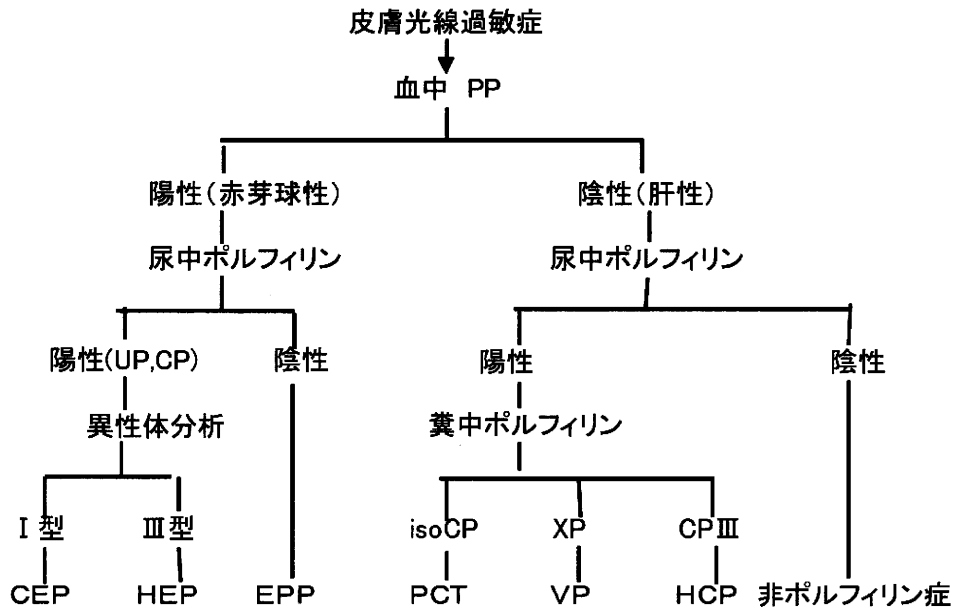 皮膚光線過敏症
血中 PP
陽性(赤芽球性) 陰性(肝性)
尿中ポルフィリン 尿中ポルフィリン
陽性(UP,CP) 陰性 陽性 陰性
異性体分析 糞中ポルフィリン
Ⅰ型 Ⅲ型 isoCP XP CPⅢ
CEP HEP EPP PCT VP HCP 非ポルフィリン症